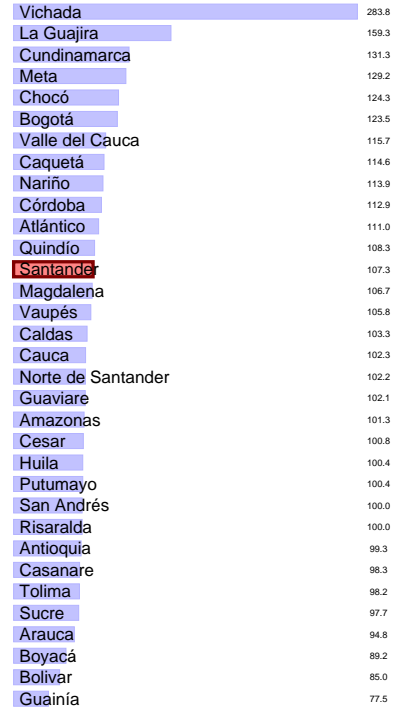 Vichada 283.8
La Guajira 159.3
Cundinamarca 131.3
Meta 129.2
Chocó 124.3
Bogotá 123.5
Valle del Cauca 115.7
Caquetá 114.6
Nariño 113.9
Córdoba 112.9
Atlántico 111.0
Quindío 108.3
Santander 107.3
Magdalena 106.7
Vaupés 105.8
Caldas 103.3
Cauca 102.3
Norte de Santander 102.2
Guaviare 102.1
Amazonas 101.3
Cesar 100.8
Huila 100.4
Putumayo 100.4
San Andrés 100.0
Risaralda 100.0
Antioquia 99.3
Casanare 98.3
Tolima 98.2
Sucre 97.7
Arauca 94.8
Boyacá 89.2
Bolivar 85.0
Guainía 77.5